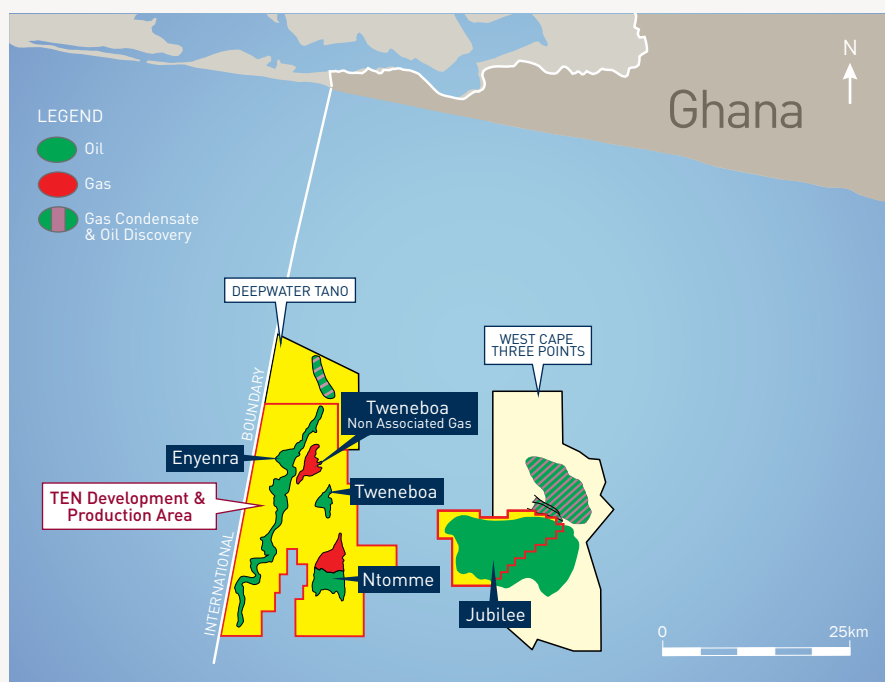 N
Ghana
LEGEND
Oil
Gas
Gas Condensate
& Oil Discovery
DEEPWATER TANO
WEST CAPE
THREE POINTS
INTERNATIONAL BOUNDARY
Tweneboa
Non Associated Gas
Enyenra
Tweneboa
TEN Development &
Production Area
Ntomme
Jubilee
0 25km